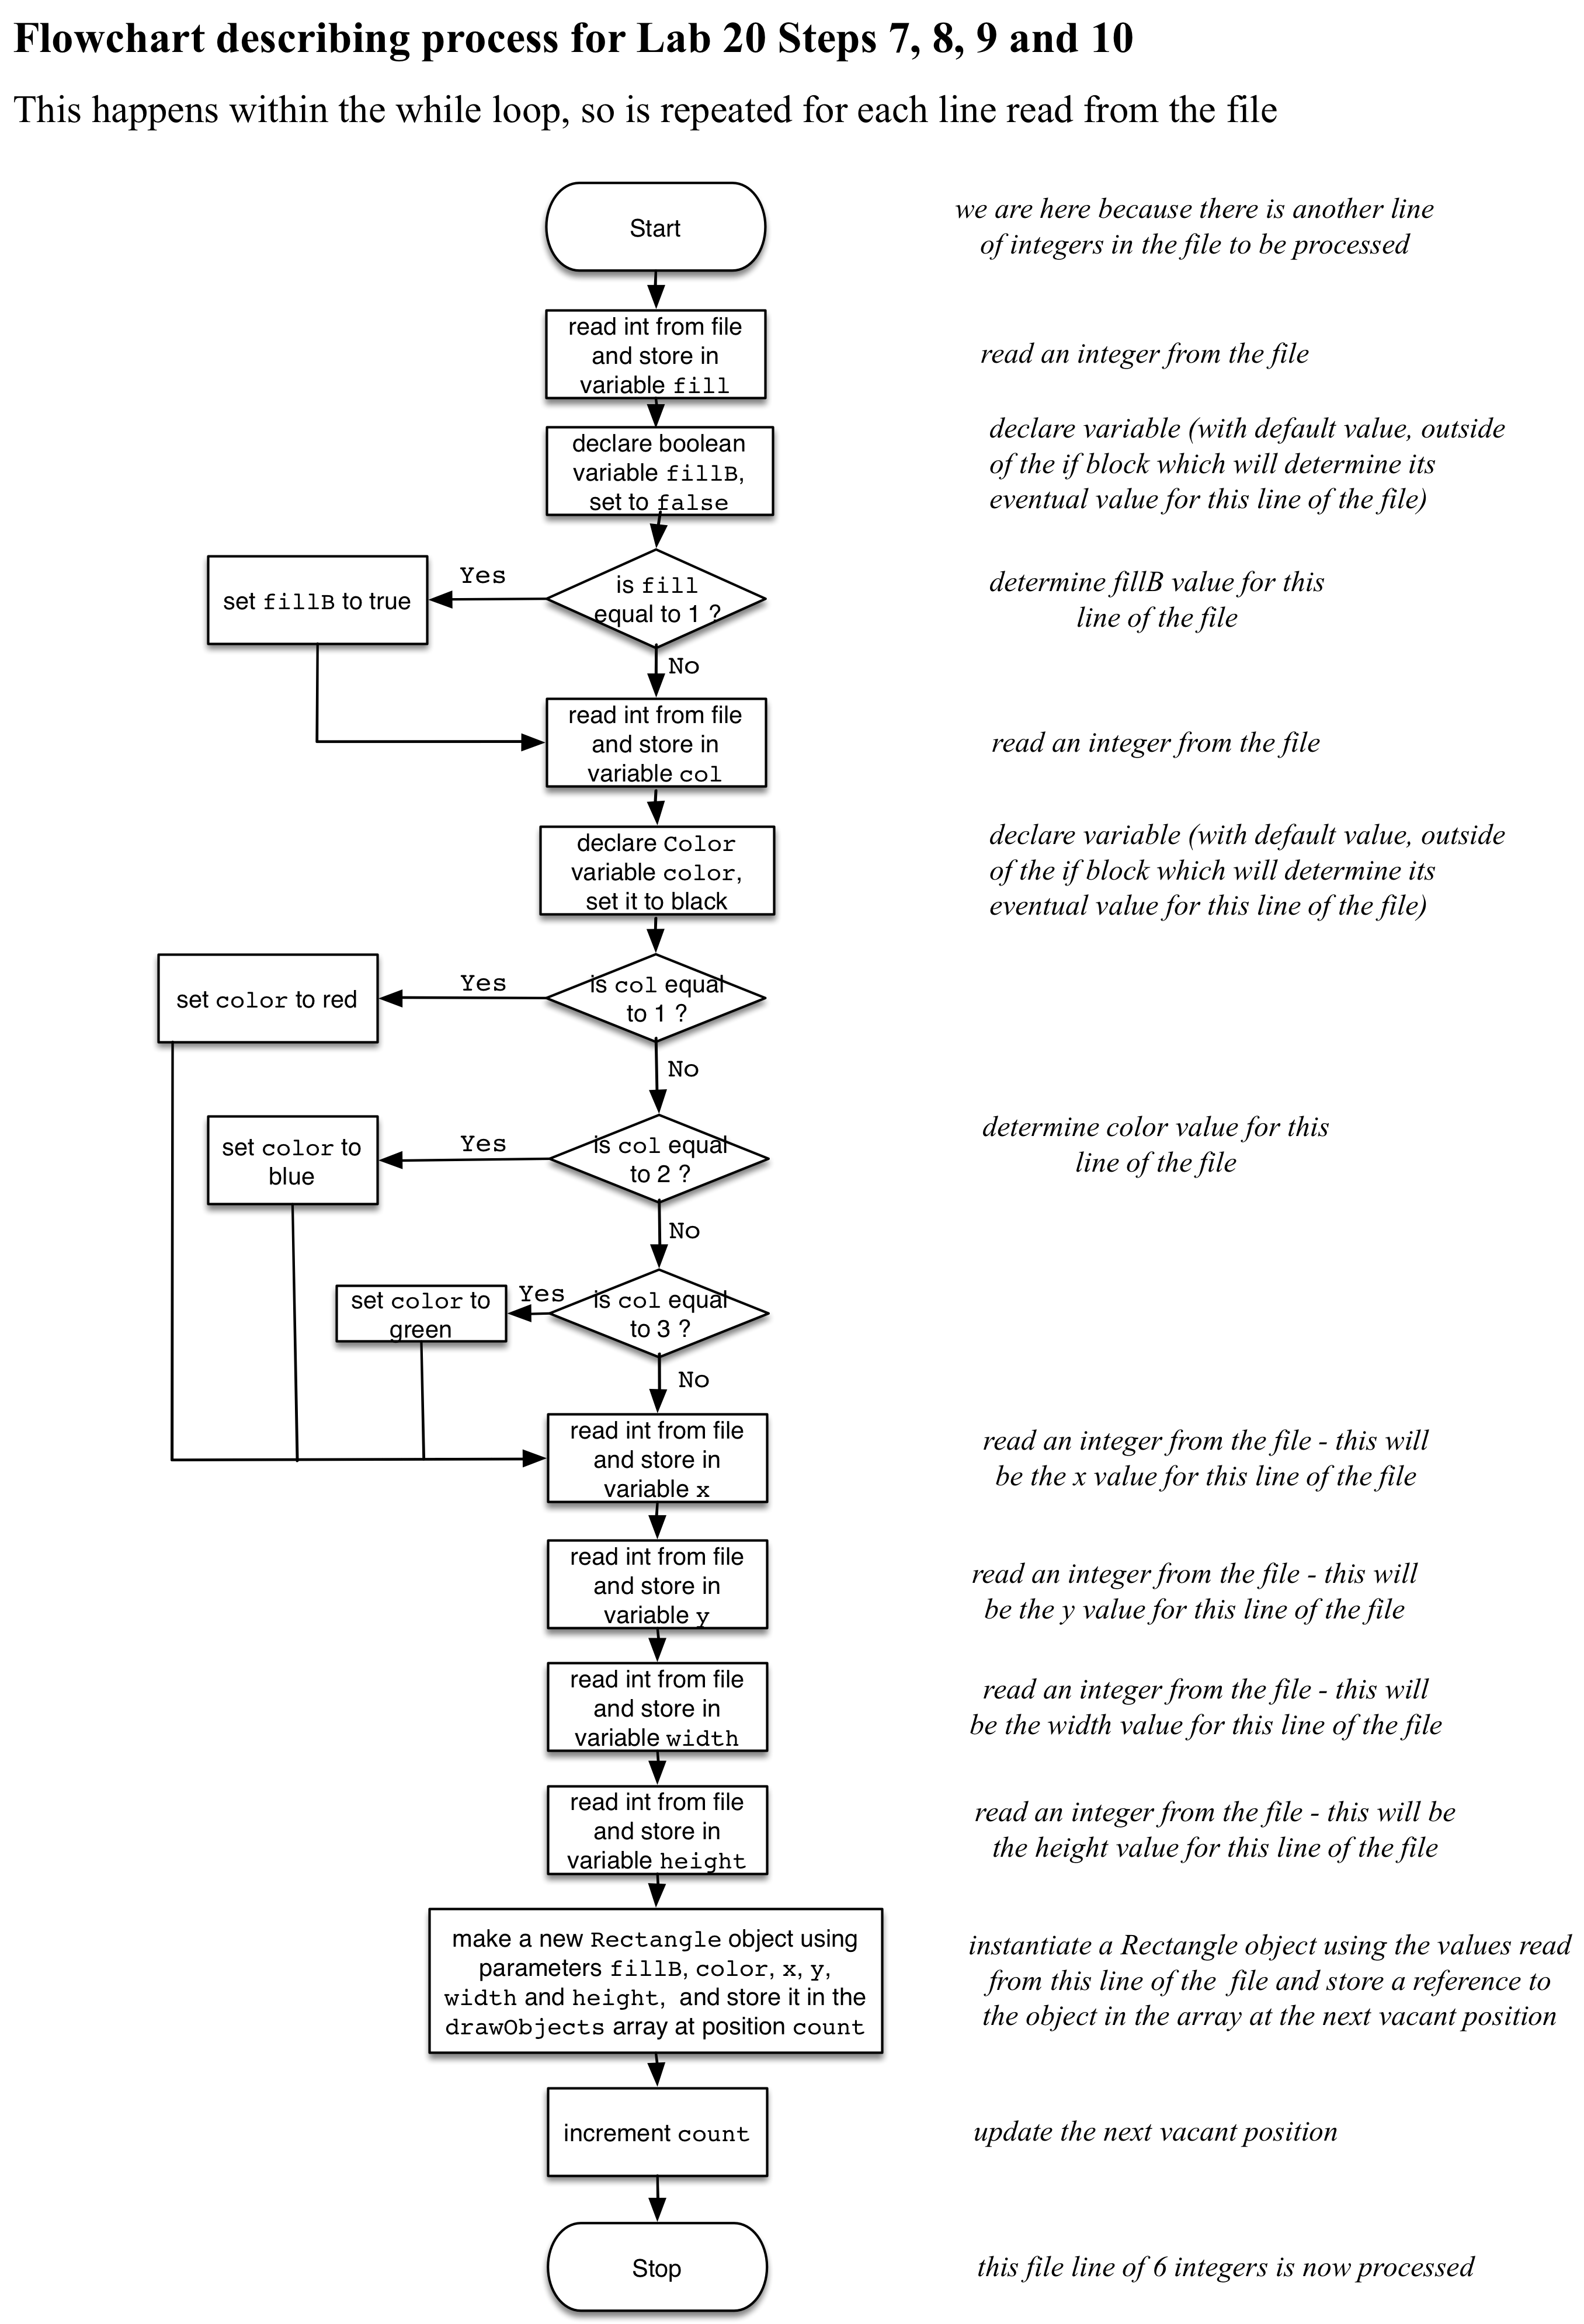 Flowchart describing process for Lab 20 Steps 7, 8, 9 and 10
This happens within the while loop, so is repeated for each line read from the file
Start
we are here because there is another line
of integers in the file to be processed
read int from file
and store in
variable fill
read an integer from the file
declare boolean
variable fillB,
set to false
declare variable (with default value, outside
of the if block which will determine its
eventual value for this line of the file)
is fill
equal to 1 ?
Yes
set fillB to true
No
determine fillB value for this
line of the file
read int from file
and store in
variable col
read an integer from the file
declare Color
variable color,
set it to black
declare variable (with default value, outside
of the if block which will determine its
eventual value for this line of the file)
is col equal
to 1 ?
Yes
set color to red
No
is col equal
to 2 ?
Yes
set color to
blue
No
determine color value for this
line of the file
is col equal
to 3 ?
Yes
set color to
green
No
read int from file
and store in
variable x
read an integer from the file - this will
be the x value for this line of the file
read int from file
and store in
variable y
read an integer from the file - this will
be the y value for this line of the file
read int from file
and store in
variable width
read an integer from the file - this will
be the width value for this line of the file
read int from file
and store in
variable height
read an integer from the file - this will be
the height value for this line of the file
make a new Rectangle object using
parameters fillB, color, x, y,
width and height, and store it in the
drawObjects array at position count
instantiate a Rectangle object using the values read
from this line of the file and store a reference to
the object in the array at the next vacant position
increment count
update the next vacant position
Stop
this file line of 6 integers is now processed